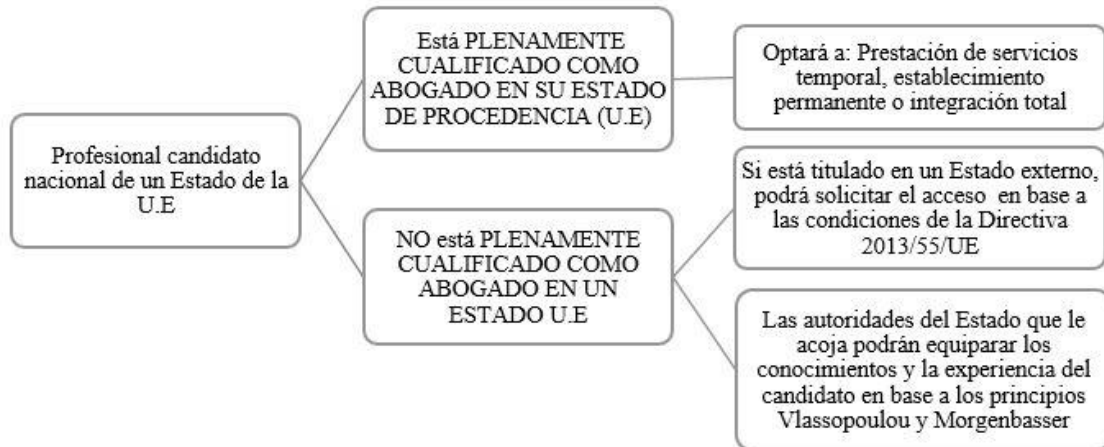 Profesional candidato
nacional de un Estado de la
U.E
Está PLENAMENTE
CUALIFICADO COMO
ABOGADO EN SU ESTADO
DE PROCEDENCIA (U.E)
Optará a: Prestación de servicios
temporal, establecimiento
permanente o integración total
NO está PLENAMENTE
CUALIFICADO COMO
ABOGADO EN UN
ESTADO U.E
Si está titulado en un Estado externo,
podrá solicitar el acceso en base a
las condiciones de la Directiva
2013/55/UE
Las autoridades del Estado que le
acoja podrán equiparar los
conocimientos y la experiencia del
candidato en base a los principios
Vlassopoulou y Morgenbasser